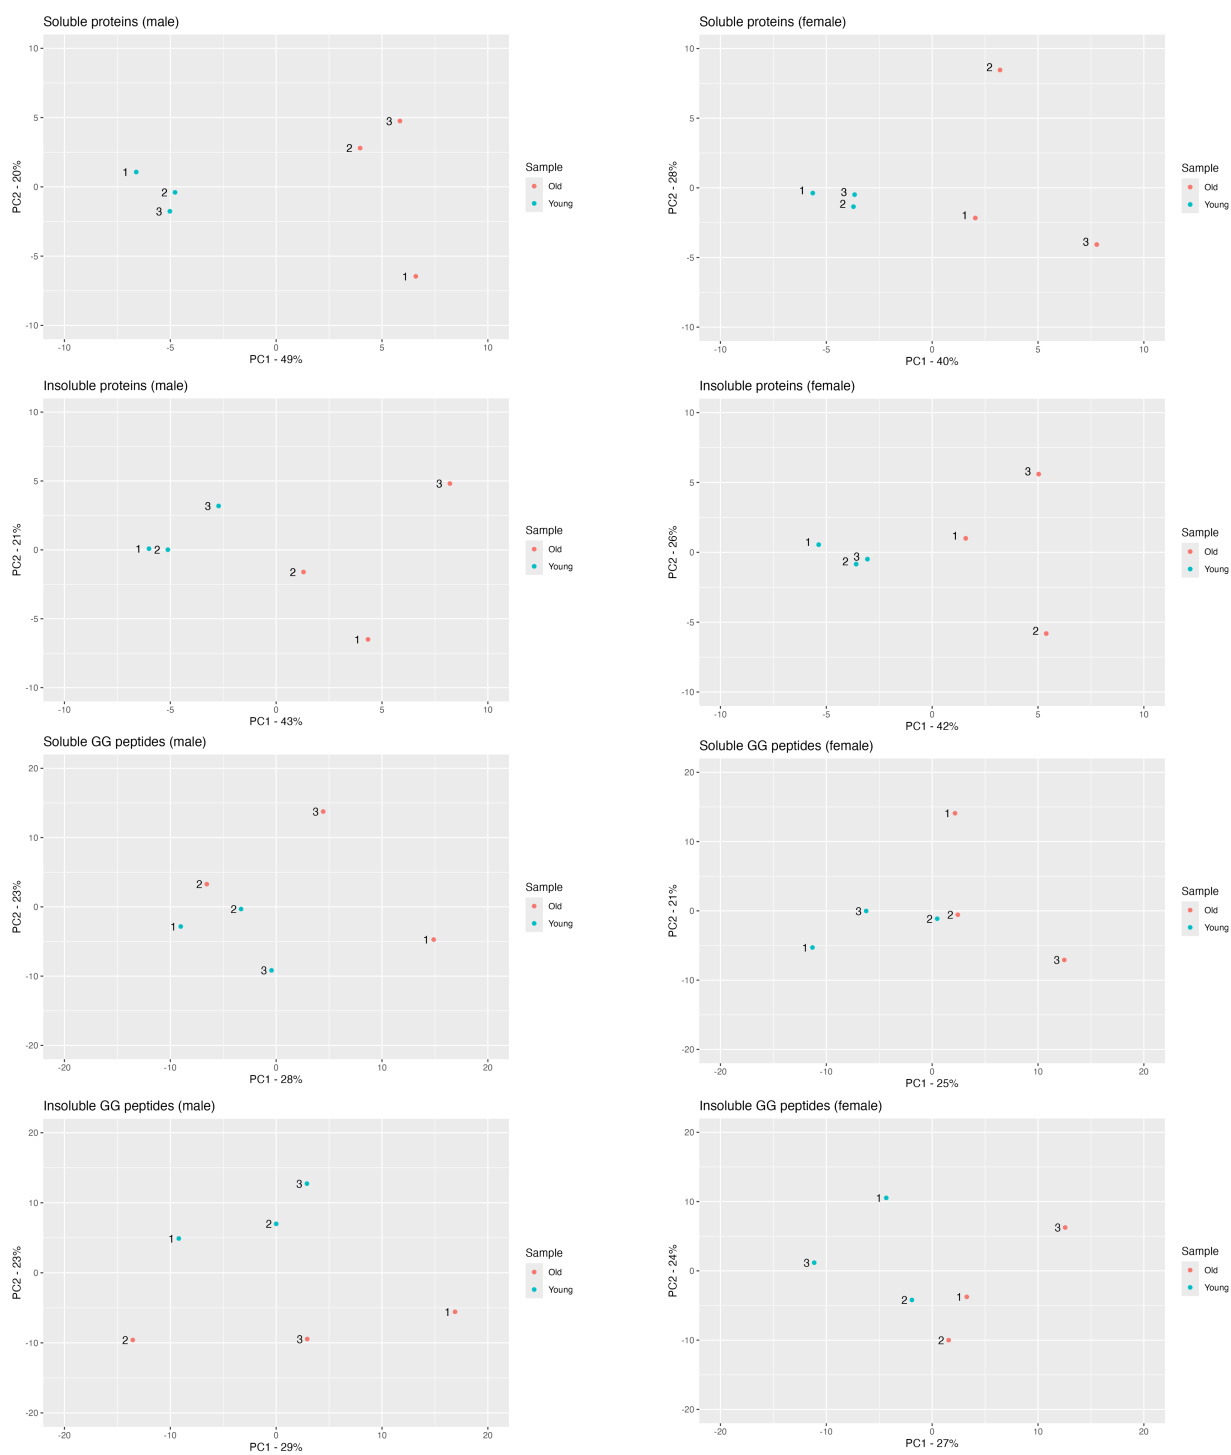 Soluble proteins (male)
10
5
0
-5
-10
PC2 - 20%
1
2
3
3
2
1
-10
-5
0
5
10
PC1 - 49%
Sample
Old
Young
Soluble proteins (female)
10
5
0
-5
-10
PC2 - 28%
2
1
3
2
1
3
-10
-5
0
5
10
PC1 - 40%
Sample
Old
Young
Insoluble proteins (male)
10
5
0
-5
-10
PC2 - 21%
3
3
1
2
2
1
-10
-5
0
5
10
PC1 - 43%
Sample
Old
Young
Insoluble proteins (female)
10
5
0
-5
-10
PC2 - 26%
3
1
1
3
2
2
-10
-5
0
5
10
PC1 - 42%
Sample
Old
Young
Soluble GG peptides (male)
20
10
0
-10
-20
PC2 - 23%
3
2
2
1
1
3
-20
-10
0
10
20
PC1 - 28%
Sample
Old
Young
Soluble GG peptides (female)
20
10
0
-10
-20
PC2 - 21%
1
3
2
2
1
3
-20
-10
0
10
20
PC1 - 25%
Sample
Old
Young
Insoluble GG peptides (male)
20
10
0
-10
-20
PC2 - 23%
3
2
1
1
2
3
-20
-10
0
10
20
PC1 - 29%
Sample
Old
Young
Insoluble GG peptides (female)
20
10
0
-10
-20
PC2 - 24%
1
3
3
2
1
2
-20
-10
0
10
20
PC1 - 27%
Sample
Old
Young